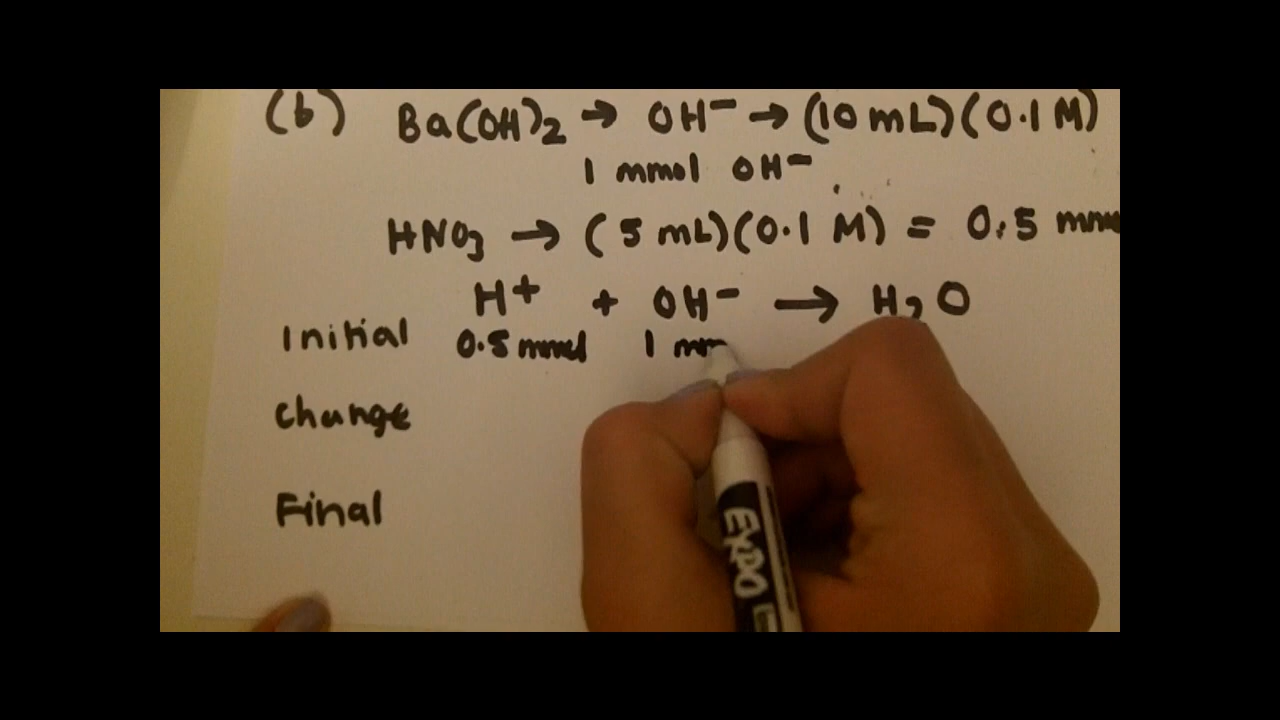 (b) Ba(OH)₂ → OH⁻ → (10 mL)(0.1 M)
1 mmol OH⁻
HNO₃ → (5 mL)(0.1 M) = 0.5
H⁺ + OH⁻ → H₂O
Initial 0.5 mmol 1
Change
Final
EXPO